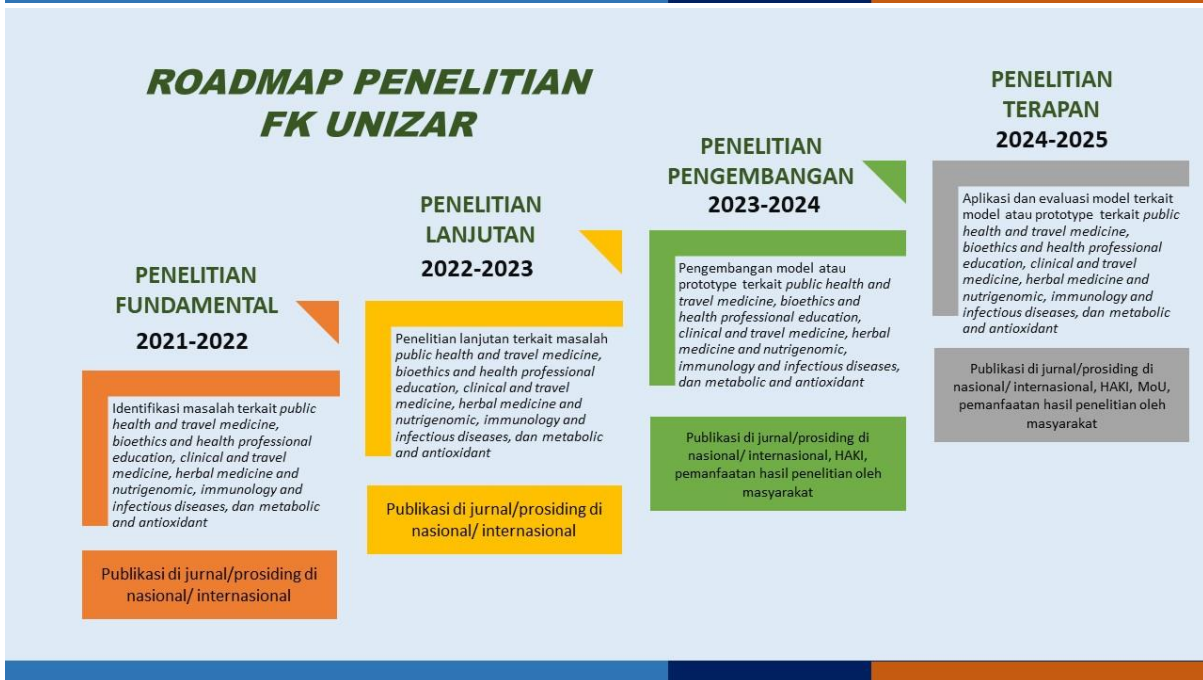 ROADMAP PENELITIAN
FK UNIZAR
PENELITIAN
FUNDAMENTAL
2021-2022
Identifikasi masalah terkait public
health and travel medicine,
bioethics and health professional
education, clinical and travel
medicine, herbal medicine and
nutrigenomic, immunology and
infectious diseases, dan metabolic
and antioxidant
Publikasi di jurnal/prosiding di
nasional/ internasional
PENELITIAN
LANJUTAN
2022-2023
Penelitian lanjutan terkait masalah
public health and travel medicine,
bioethics and health professional
education, clinical and travel
medicine, herbal medicine and
nutrigenomic, immunology and
infectious diseases, dan metabolic
and antioxidant
Publikasi di jurnal/prosiding di
nasional/ internasional
PENELITIAN
PENGEMBANGAN
2023-2024
Pengembangan model atau
prototype terkait public health and
travel medicine, bioethics and
health professional education,
clinical and travel medicine, herbal
medicine and nutrigenomic,
immunology and infectious diseases,
dan metabolic and antioxidant
Publikasi di jurnal/prosiding di
nasional/ internasional, HAKI,
pemanfaatan hasil penelitian oleh
masyarakat
PENELITIAN
TERAPAN
2024-2025
Aplikasi dan evaluasi model terkait
model atau prototype terkait public
health and travel medicine,
bioethics and health professional
education, clinical and travel
medicine, herbal medicine and
nutrigenomic, immunology and
infectious diseases, dan metabolic
and antioxidant
Publikasi di jurnal/prosiding di
nasional/ internasional, HAKI, MoU,
pemanfaatan hasil penelitian oleh
masyarakat